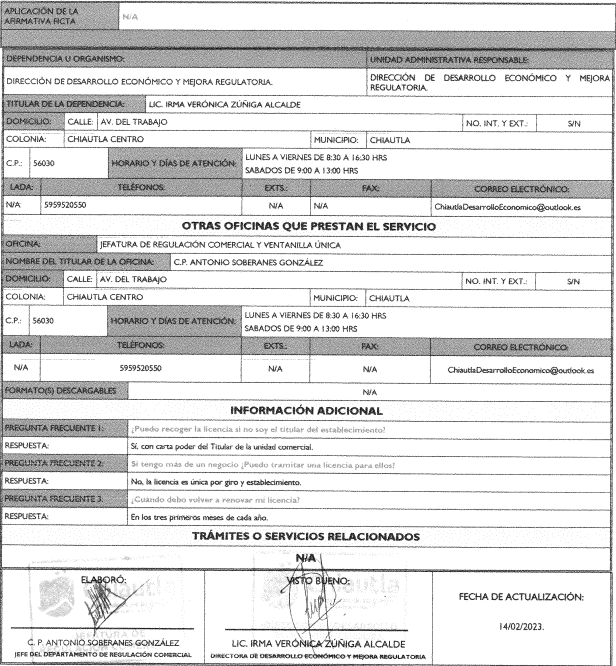 APLICACIÓN DE LA AFIRMATIVA FICTA
N/A
DEPENDENCIA U ORGANISMO:
UNIDAD ADMINISTRATIVA RESPONSABLE:
DIRECCIÓN DE DESARROLLO ECONÓMICO Y MEJORA REGULATORIA.
DIRECCIÓN DE DESARROLLO ECONÓMICO Y MEJORA REGULATORIA.
TITULAR DE LA DEPENDENCIA: LIC. IRMA VERÓNICA ZÚÑIGA ALCALDE
DOMICILIO: CALLE: AV. DEL TRABAJO NO. INT. Y EXT.: S/N
COLONIA: CHIAUTLA CENTRO MUNICIPIO: CHIAUTLA
C.P.: 56030 HORARIO Y DÍAS DE ATENCIÓN: LUNES A VIERNES DE 8:30 A 16:30 HRS
SABADOS DE 9:00 A 13:00 HRS
LADA: TELÉFONOS: EXTS.: FAX: CORREO ELECTRÓNICO:
N/A 5959520550 N/A N/A ChiautlaDesarrolloEconomico@outlook.es
OTRAS OFICINAS QUE PRESTAN EL SERVICIO
OFICINA: JEFATURA DE REGULACIÓN COMERCIAL Y VENTANILLA ÚNICA
NOMBRE DEL TITULAR DE LA OFICINA: C.P. ANTONIO SOBERANES GONZÁLEZ
DOMICILIO: CALLE: AV. DEL TRABAJO NO. INT. Y EXT.: S/N
COLONIA: CHIAUTLA CENTRO MUNICIPIO: CHIAUTLA
C.P.: 56030 HORARIO Y DÍAS DE ATENCIÓN: LUNES A VIERNES DE 8:30 A 16:30 HRS
SABADOS DE 9:00 A 13:00 HRS
LADA: TELÉFONOS: EXTS.: FAX: CORREO ELECTRÓNICO:
N/A 5959520550 N/A N/A ChiautlaDesarrolloEconomico@outlook.es
FORMATO(S) DESCARGABLES N/A
INFORMACIÓN ADICIONAL
PREGUNTA FRECUENTE 1: ¿Puedo recoger la licencia si no soy el titular del establecimiento?
RESPUESTA: Sí, con carta poder del Titular de la unidad comercial.
PREGUNTA FRECUENTE 2: Si tengo más de un negocio ¿Puedo tramitar una licencia para ellos?
RESPUESTA: No, la licencia es única por giro y establecimiento.
PREGUNTA FRECUENTE 3. ¿Cuándo debo volver a renovar mi licencia?
RESPUESTA: En los tres primeros meses de cada año.
TRÁMITES O SERVICIOS RELACIONADOS
N/A
ELABORÓ:
VISTO BUENO:
FECHA DE ACTUALIZACIÓN:
14/02/2023.
C. P. ANTONIO SOBERANES GONZÁLEZ
JEFE DEL DEPARTAMENTO DE REGULACIÓN COMERCIAL
LIC. IRMA VERÓNICA ZÚÑIGA ALCALDE
DIRECTORA DE DESARROLLO ECONÓMICO Y MEJORA REGULATORIA